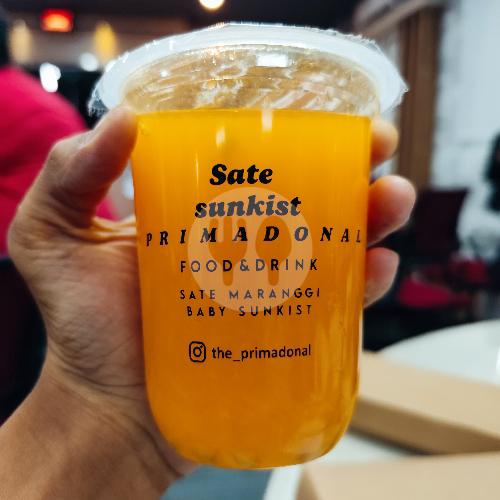 Sate
sunkist
PRIMADONAL
FOOD&DRINK
SATE MARANGGI
BABY SUNKIST
the_primadonal